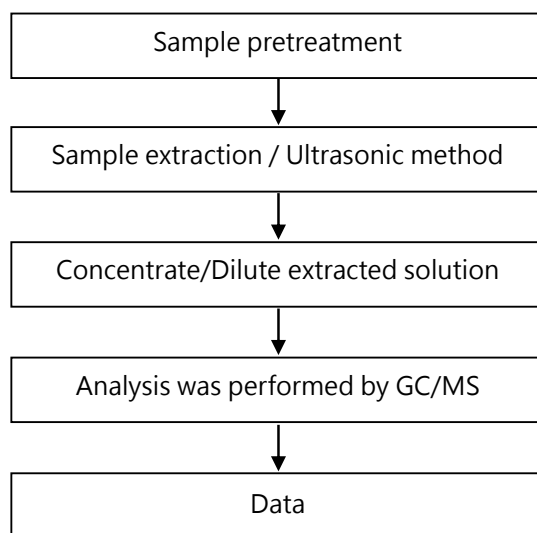 Sample pretreatment
Sample extraction / Ultrasonic method
Concentrate/Dilute extracted solution
Analysis was performed by GC/MS
Data